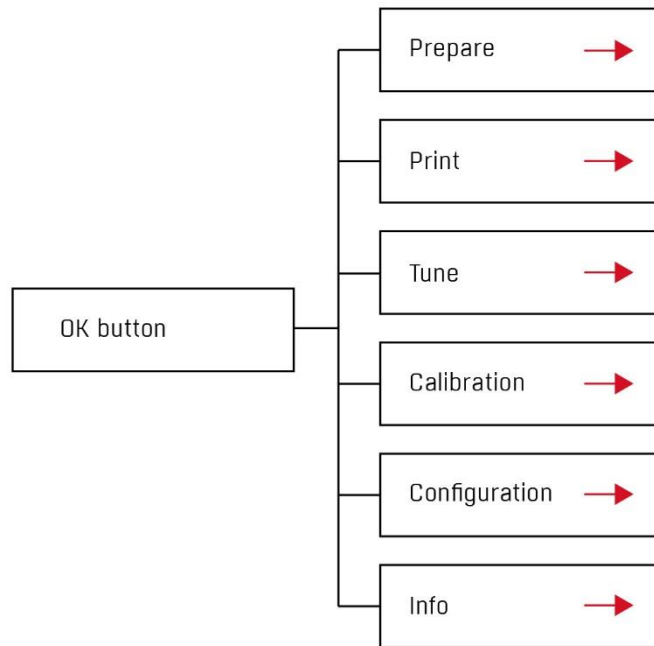 Prepare
Print
Tune
OK button
Calibration
Configuration
Info